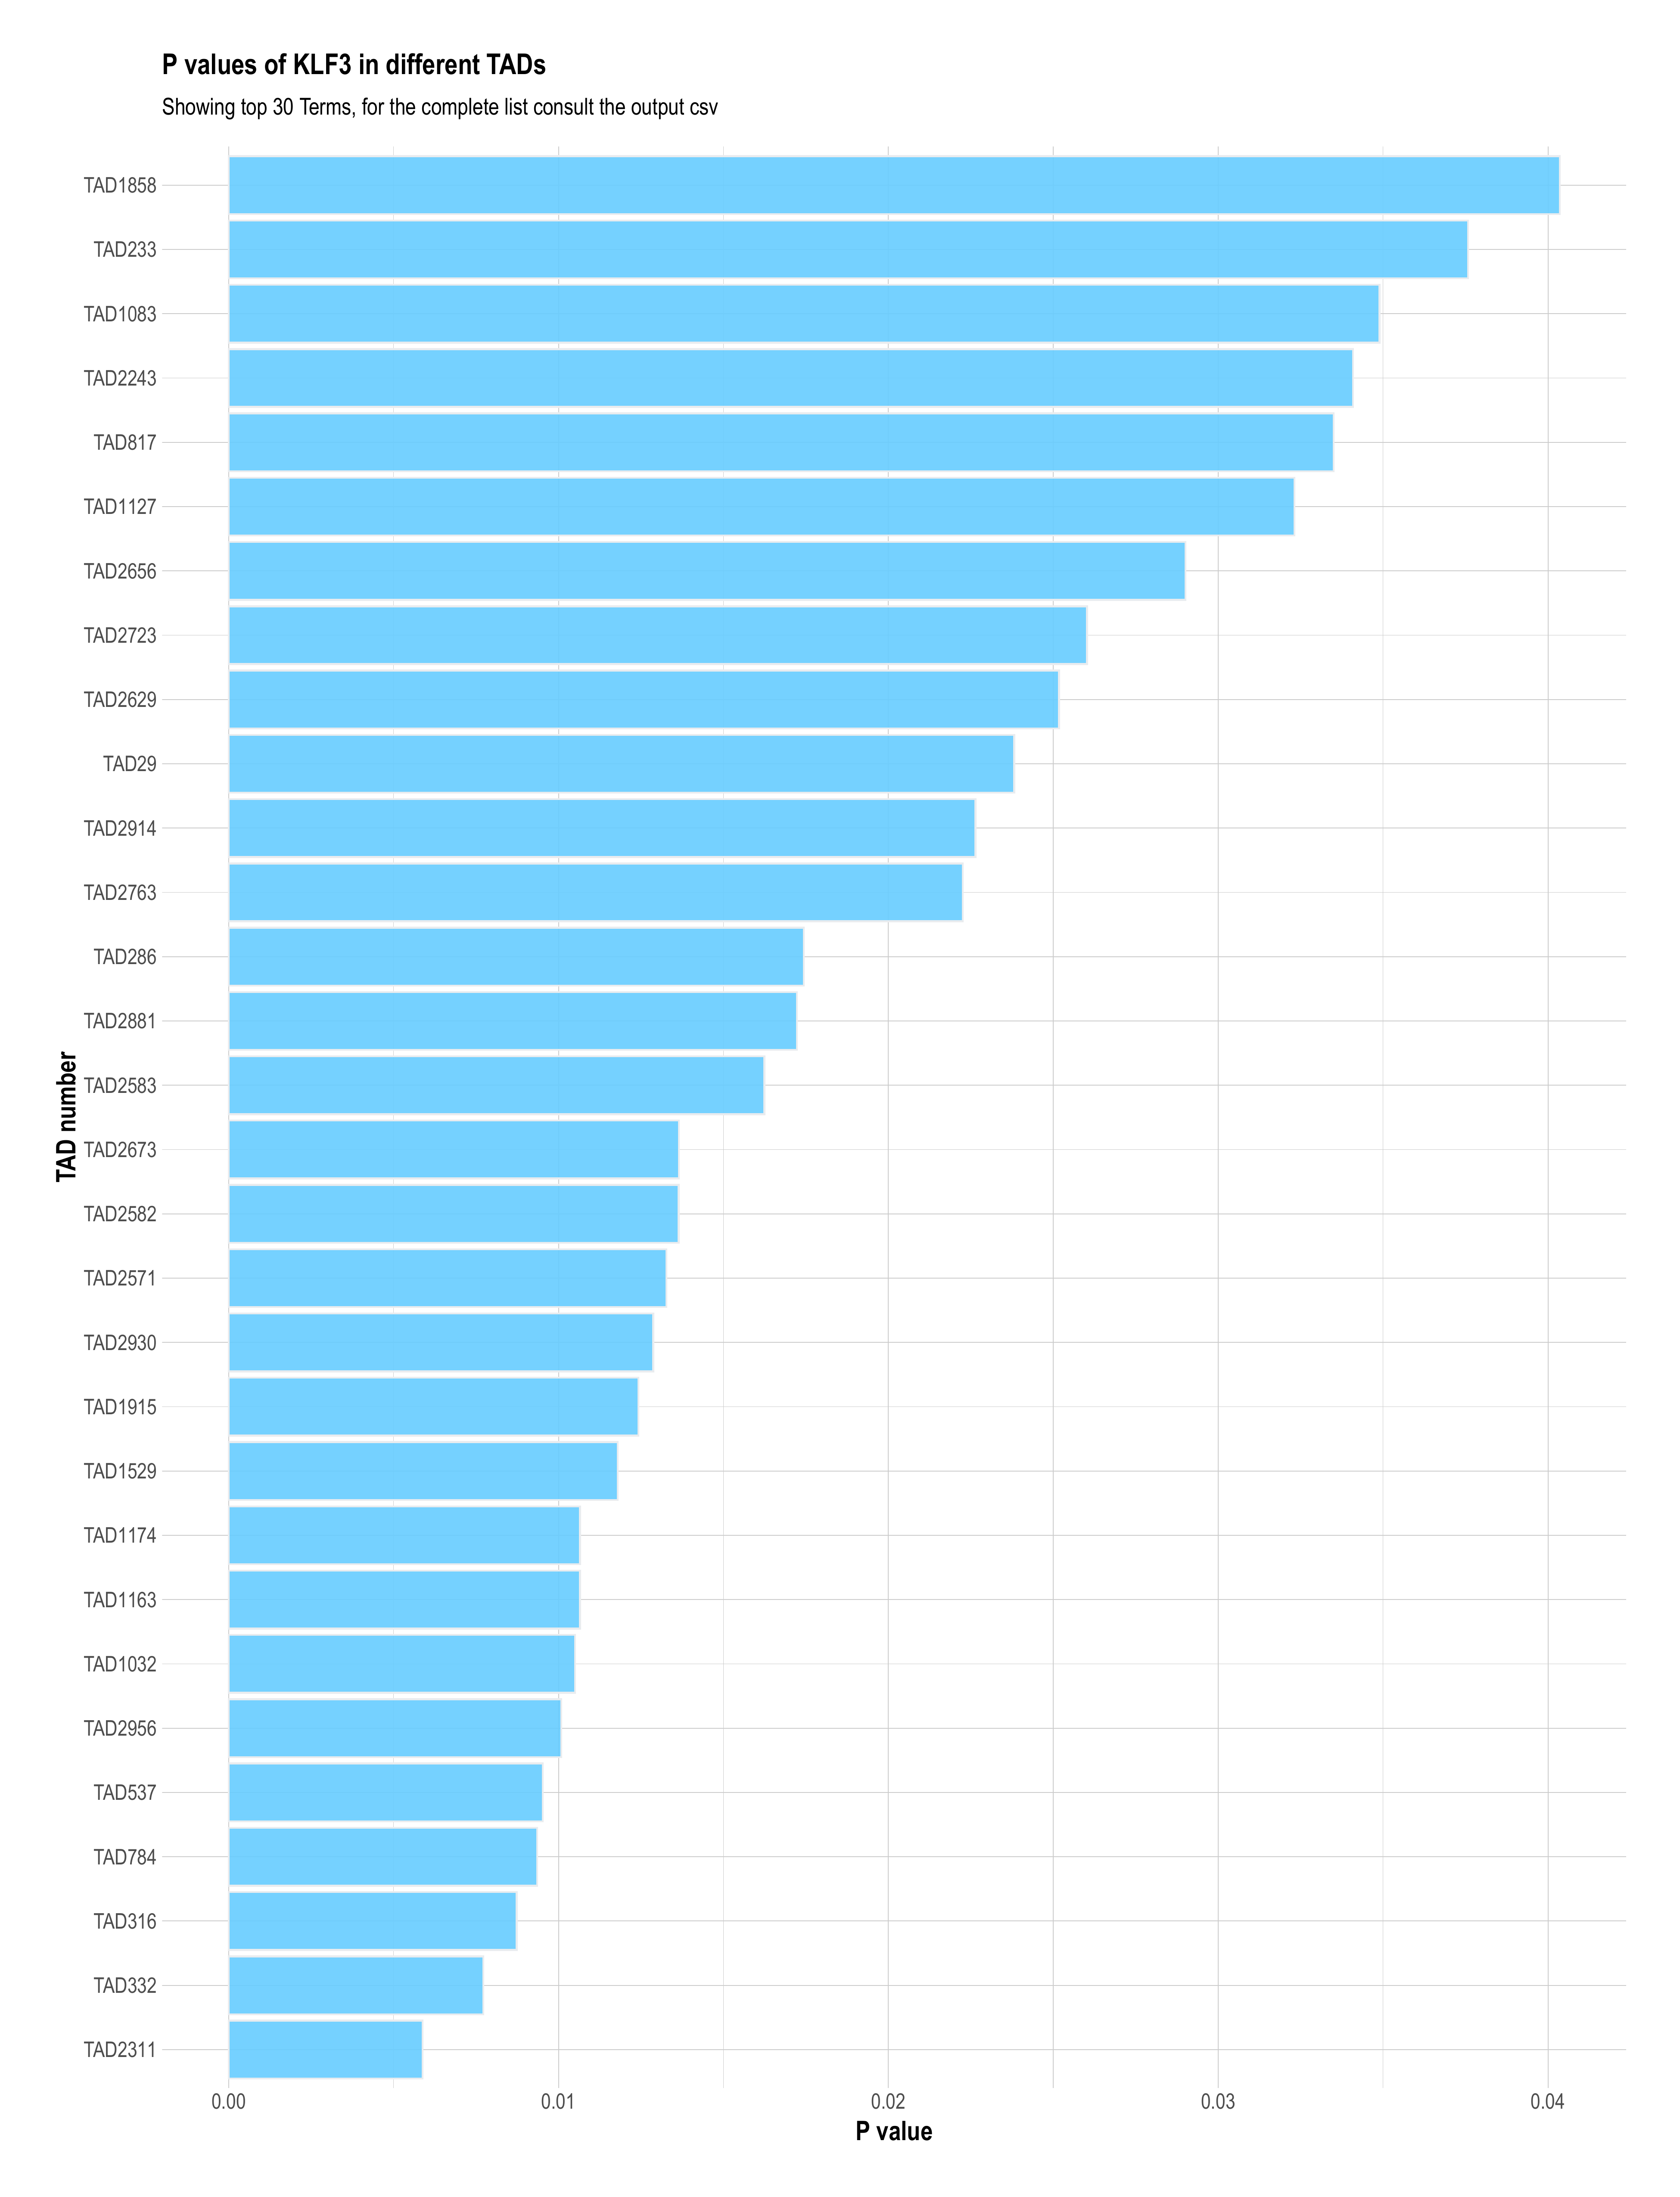 P values of KLF3 in different TADs
Showing top 30 Terms, for the complete list consult the output csv
TAD1858
TAD233
TAD1083
TAD2243
TAD817
TAD1127
TAD2656
TAD2723
TAD2629
TAD29
TAD2914
TAD2763
TAD286
TAD2881
TAD2583
TAD2673
TAD2582
TAD2571
TAD2930
TAD1915
TAD1529
TAD1174
TAD1163
TAD1032
TAD2956
TAD537
TAD784
TAD316
TAD332
TAD2311
TAD number
0.00 0.01 0.02 0.03 0.04
P value